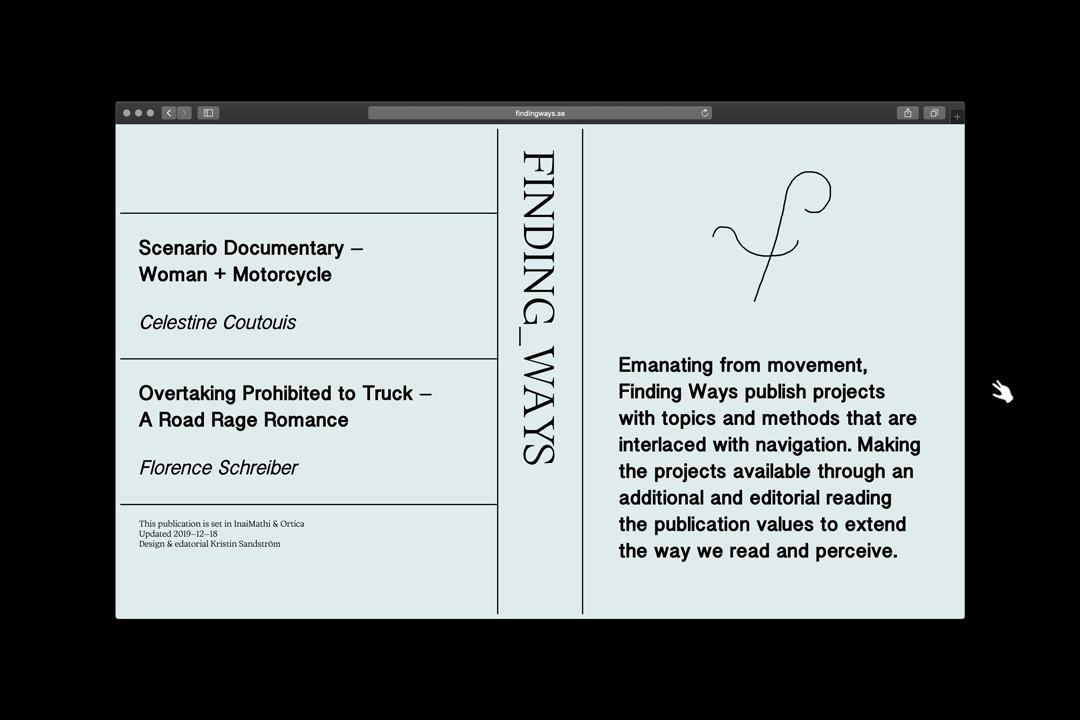 findingways.se
Scenario Documentary –
Woman + Motorcycle
Celestine Coutouis
Overtaking Prohibited to Truck –
A Road Rage Romance
Florence Schreiber
This publication is set in InaiMathi & Ortica
Updated 2019–12–18
Design & edatorial Kristin Sandström
FINDING_WAYS
Emanating from movement,
Finding Ways publish projects
with topics and methods that are
interlaced with navigation. Making
the projects available through an
additional and editorial reading
the publication values to extend
the way we read and perceive.